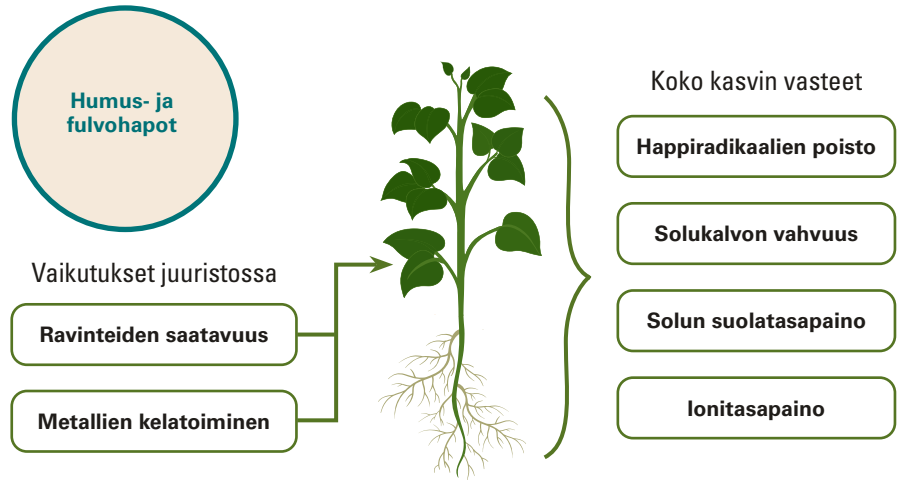 Humus- ja
fulvohapot
Vaikutukset juuristossa
Ravinteiden saatavuus
Metallien kelatoiminen
Koko kasvin vasteet
Happiradikaalien poisto
Solukalvon vahvuus
Solun suolatasapaino
Ionitasapaino